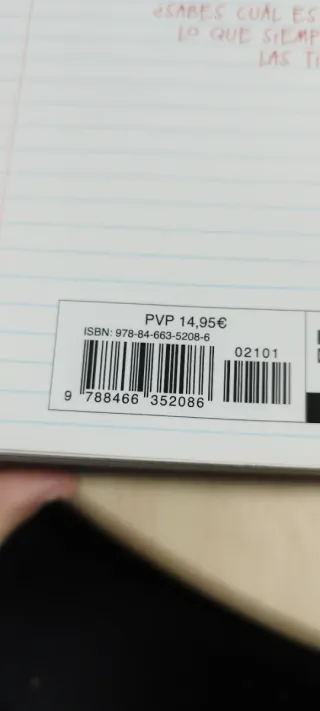 ¿SABES CUÁL ES
LO QUE SIEMP
LAS TI
PVP 14,95€
ISBN: 978-84-663-5208-6
02101
9 788466 352086